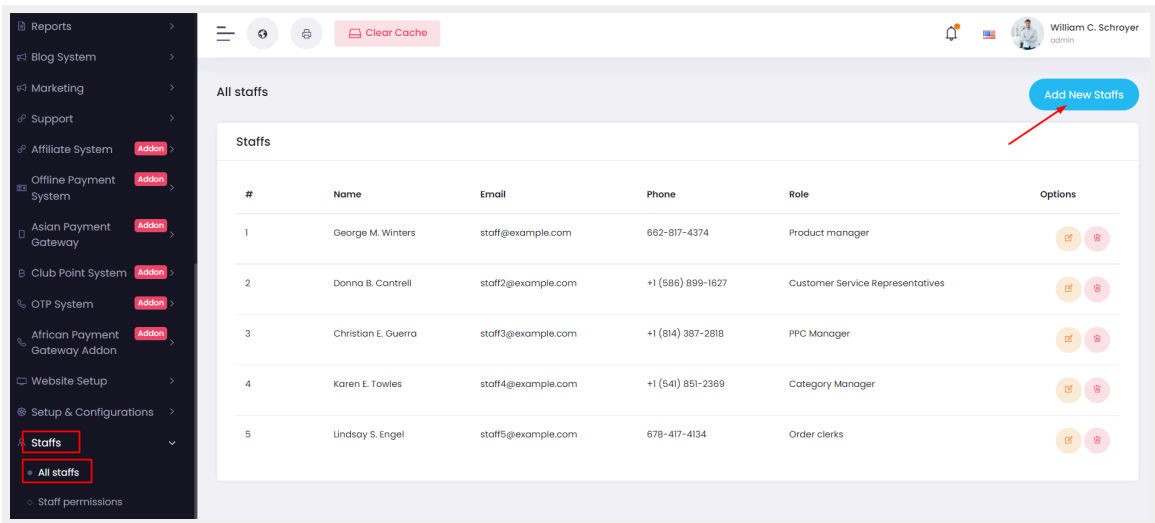 Reports
Blog System
Marketing
Support
Affiliate System Addon
Offline Payment Addon
System
Asian Payment Addon
Gateway
Club Point System Addon
OTP System Addon
African Payment Addon
Gateway Addon
Website Setup
Setup & Configurations
Staffs
All staffs
Staff permissions
Clear Cache
William C. Schroyer
admin
All staffs
Add New Staffs
Staffs
# Name Email Phone Role Options
1 George M. Winters staff@example.com 662-817-4374 Product manager
2 Donna B. Cantrell staff2@example.com +1 (586) 899-1627 Customer Service Representatives
3 Christian E. Guerra staff3@example.com +1 (814) 387-2818 PPC Manager
4 Karen E. Towles staff4@example.com +1 (541) 851-2369 Category Manager
5 Lindsay S. Engel staff5@example.com 678-417-4134 Order clerks